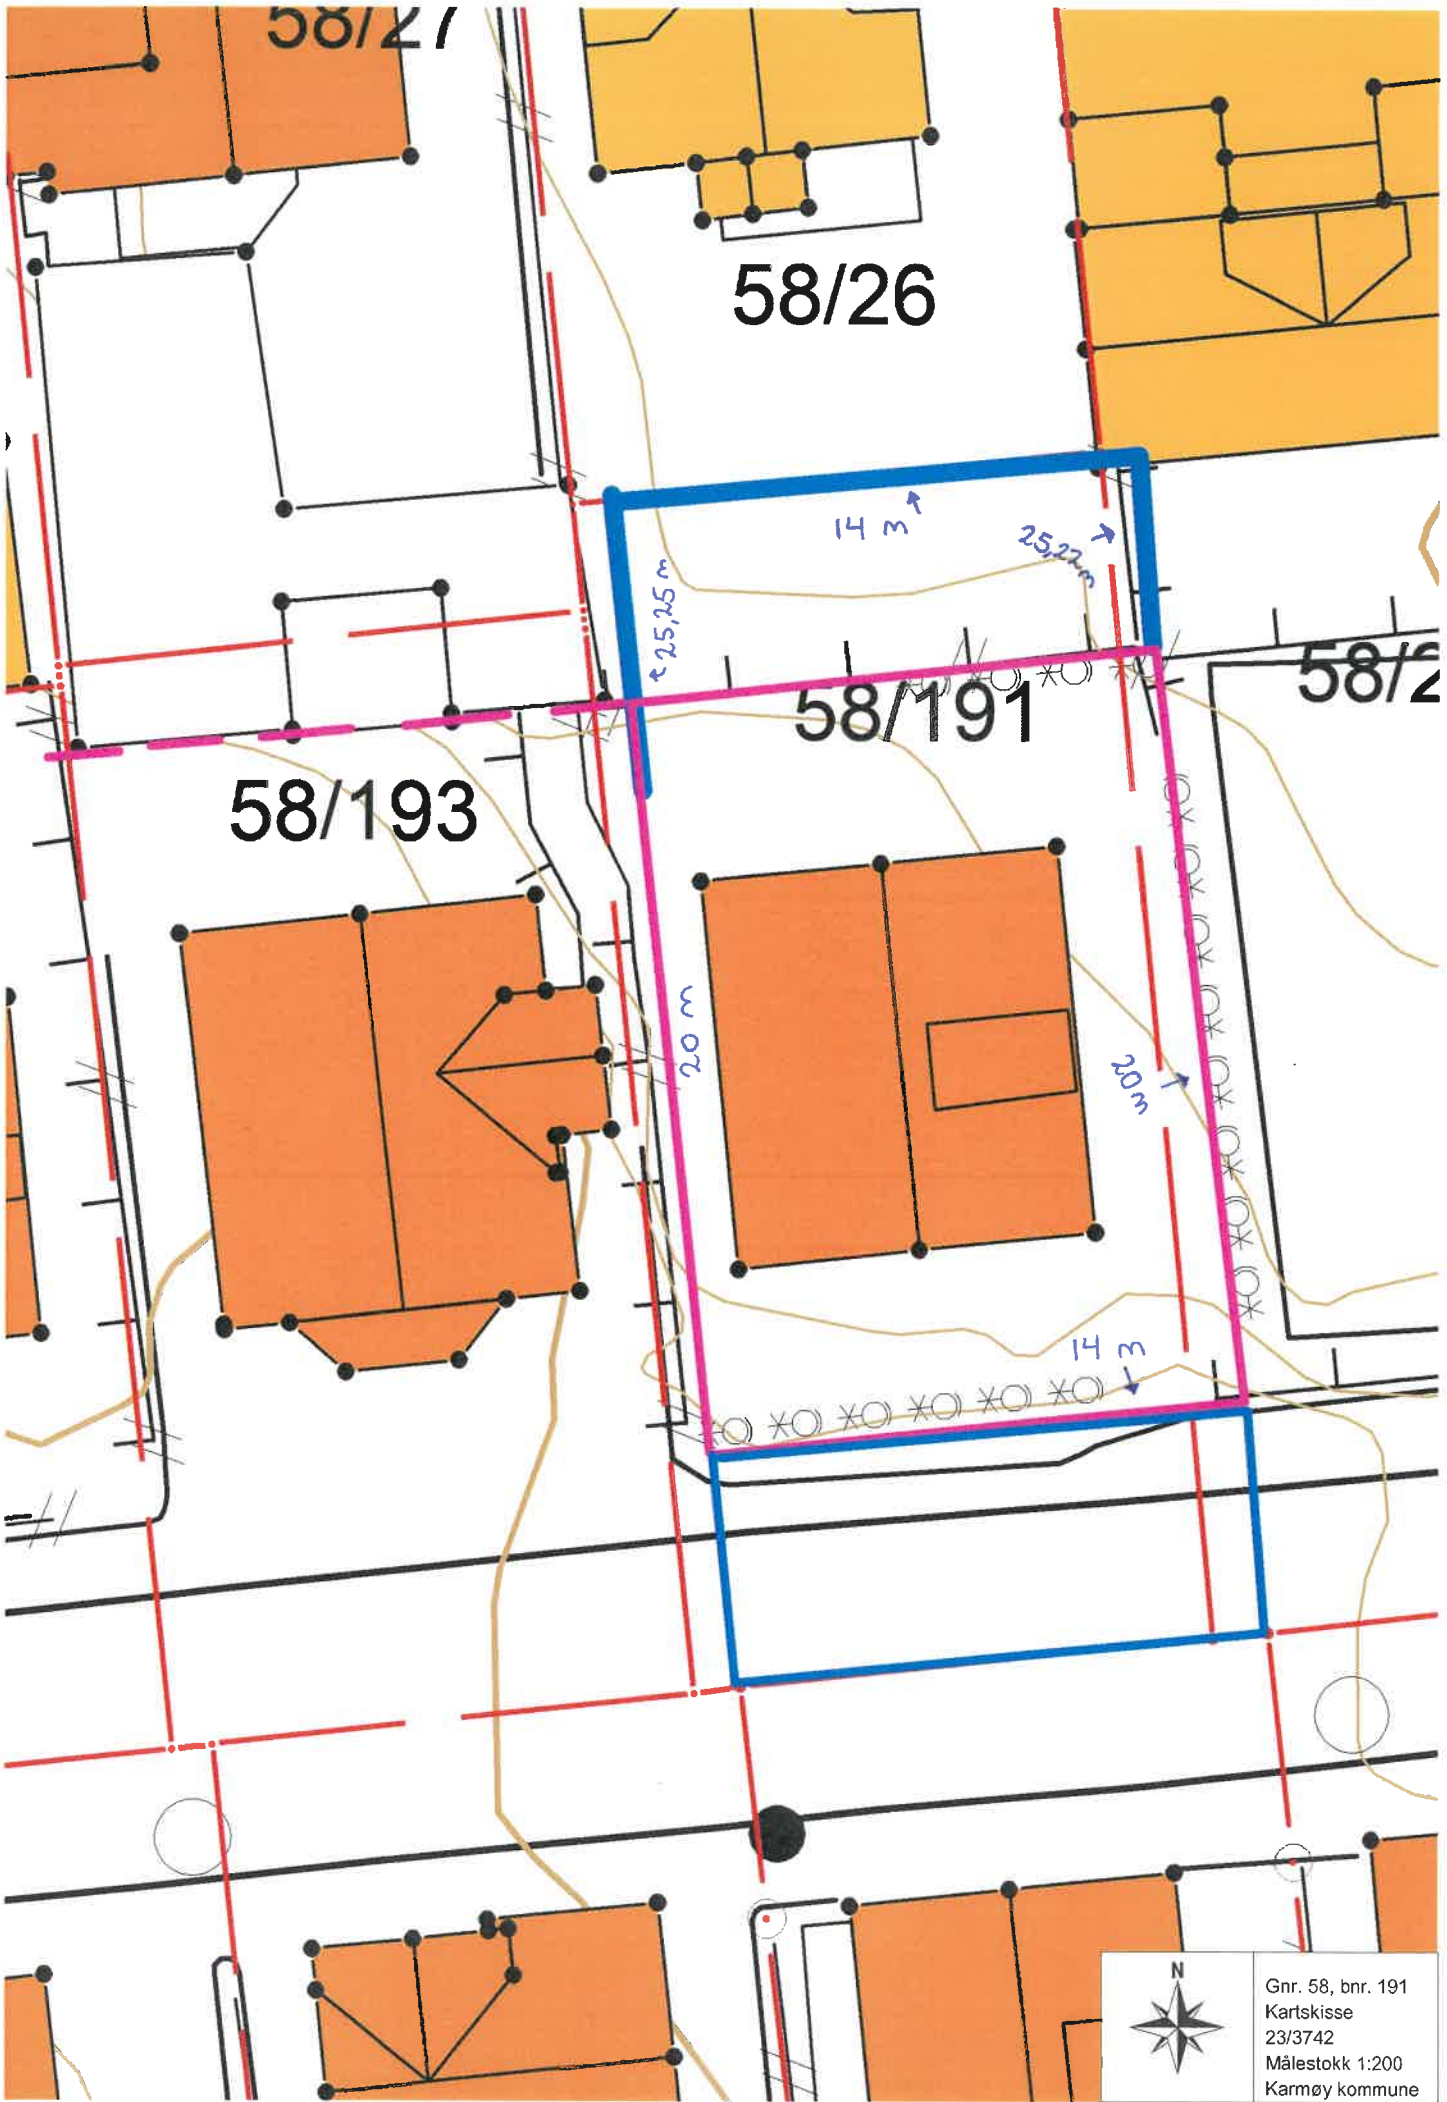 58/27
58/26
14 m
25,22 m
25,25 m
58/2
58/191
58/193
20 m
20 m
14 m
N
Gnr. 58, bnr. 191
Kartskisse
23/3742
Målestokk 1:200
Karmøy kommune